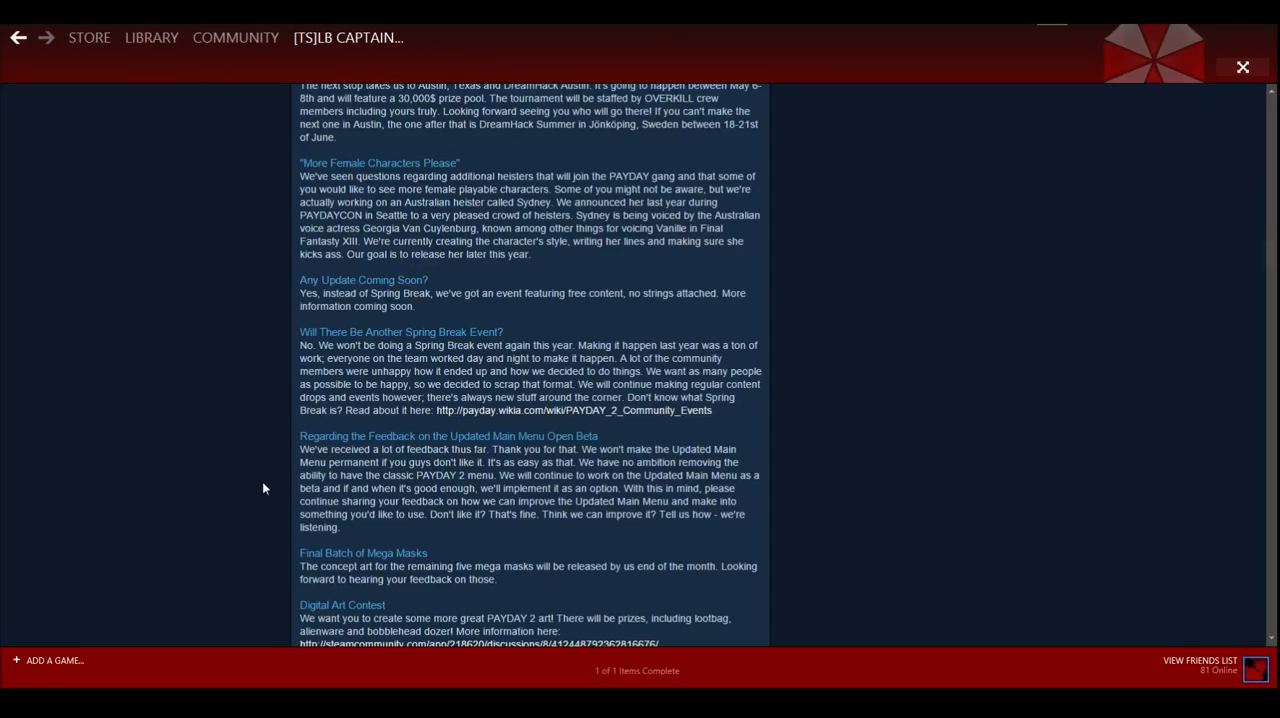 STORE LIBRARY COMMUNITY [TS]LB CAPTAIN...
The next stop takes us to Austin, Texas and DreamHack Austin. It's going to happen between May 6-
8th and will feature a 30,000$ prize pool. The tournament will be staffed by OVERKILL crew
members including yours truly. Looking forward seeing you who will go there! If you can't make the
next one in Austin, the one after that is DreamHack Summer in Jönköping, Sweden between 18-21st
of June.
"More Female Characters Please"
We've seen questions regarding additional heisters that will join the PAYDAY gang and that some of
you would like to see more female playable characters. Some of you might not be aware, but we're
actually working on an Australian heister called Sydney. We announced her last year during
PAYDAYCON in Seattle to a very pleased crowd of heisters. Sydney is being voiced by the Australian
voice actress Georgia Van Cuylenburg, known among other things for voicing Vanille in Final
Fantasty XIII. We're currently creating the character's style, writing her lines and making sure she
kicks ass. Our goal is to release her later this year.
Any Update Coming Soon?
Yes, instead of Spring Break, we've got an event featuring free content, no strings attached. More
information coming soon.
Will There Be Another Spring Break Event?
No. We won't be doing a Spring Break event again this year. Making it happen last year was a ton of
work; everyone on the team worked day and night to make it happen. A lot of the community
members were unhappy how it ended up and how we decided to do things. We want as many people
as possible to be happy, so we decided to scrap that format. We will continue making regular content
drops and events however; there's always new stuff around the corner. Don't know what Spring
Break is? Read about it here: http://payday.wikia.com/wiki/PAYDAY_2_Community_Events
Regarding the Feedback on the Updated Main Menu Open Beta
We've received a lot of feedback thus far. Thank you for that. We won't make the Updated Main
Menu permanent if you guys don't like it. It's as easy as that. We have no ambition removing the
ability to have the classic PAYDAY 2 menu. We will continue to work on the Updated Main Menu as a
beta and if and when it's good enough, we'll implement it as an option. With this in mind, please
continue sharing your feedback on how we can improve the Updated Main Menu and make into
something you'd like to use. Don't like it? That's fine. Think we can improve it? Tell us how - we're
listening.
Final Batch of Mega Masks
The concept art for the remaining five mega masks will be released by us end of the month. Looking
forward to hearing your feedback on those.
Digital Art Contest
We want you to create some more great PAYDAY 2 art! There will be prizes, including lootbag,
alienware and bobblehead dozer! More information here:
http://steamcommunity.com/app/218620/discussions/8/412448792362816676/
+ ADD A GAME...
1 of 1 Items Complete
VIEW FRIENDS LIST
81 Online